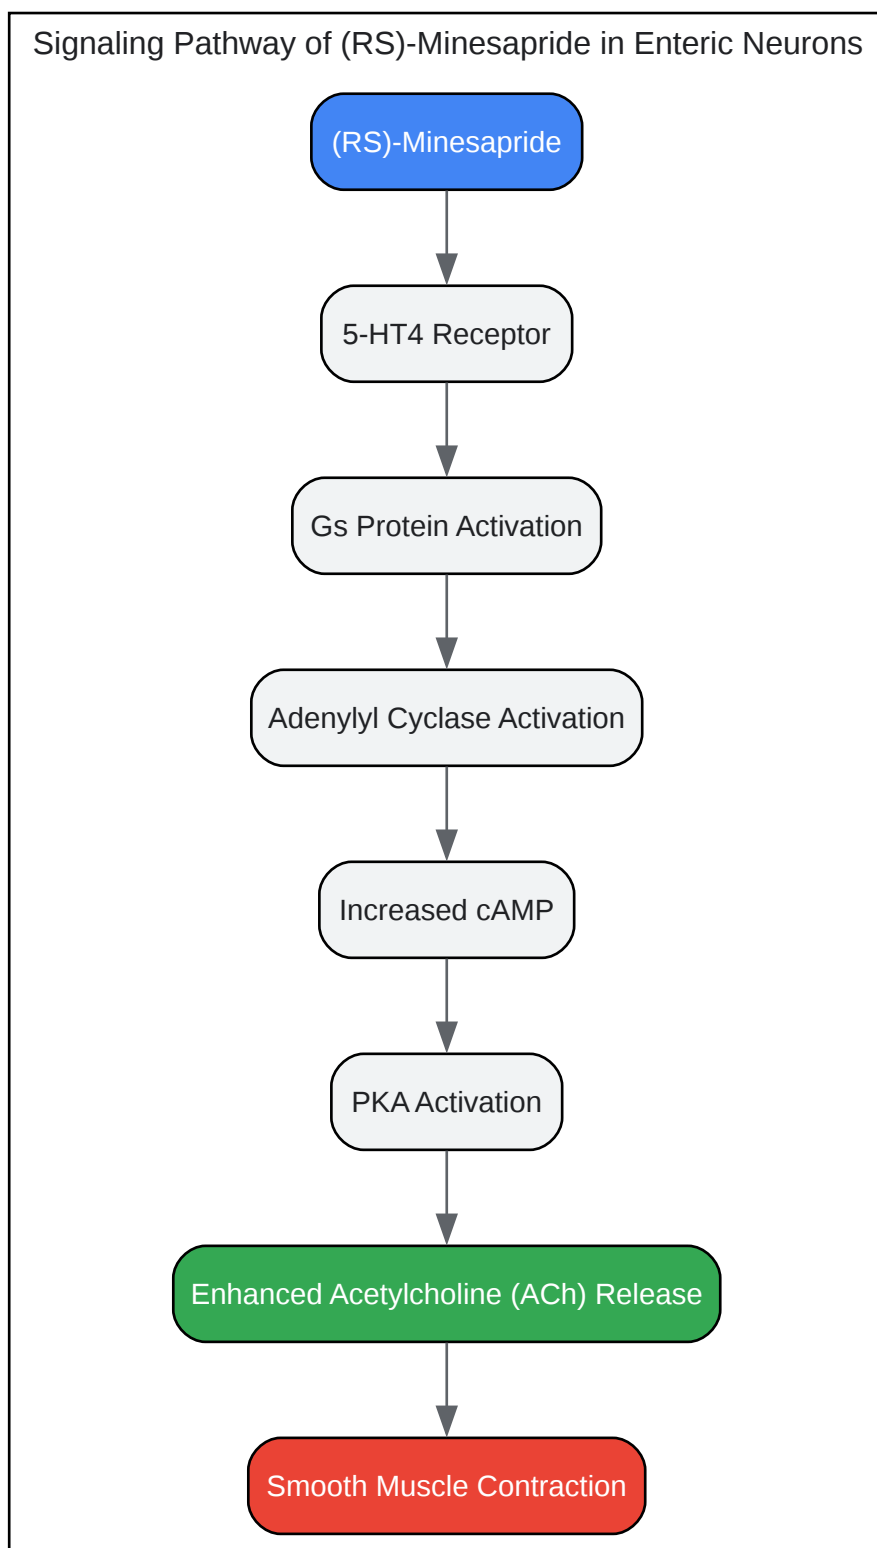 Signaling Pathway of (RS)-Minesapride in Enteric Neurons
(RS)-Minesapride
5-HT4 Receptor
Gs Protein Activation
Adenylyl Cyclase Activation
Increased cAMP
PKA Activation
Enhanced Acetylcholine (ACh) Release
Smooth Muscle Contraction